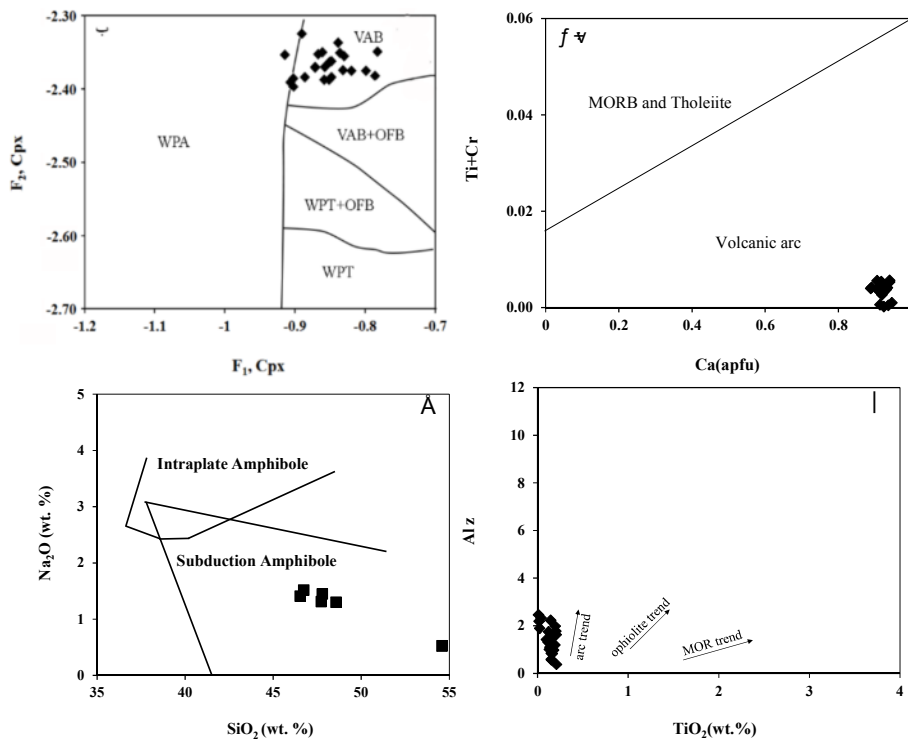 -2.30
-2.40
-2.50
-2.60
-2.70
F₂, Cpx
VAB
WPA
VAB+OFB
WPT+OFB
WPT
-1.2 -1.1 -1 -0.9 -0.8 -0.7
F₁, Cpx
0.06
0.04
0.02
0.00
Ti+Cr
MORB and Tholeiite
Volcanic arc
0 0.2 0.4 0.6 0.8
Ca(apfu)
5
4
3
2
1
0
Na₂O (wt. %)
Å
Intraplate Amphibole
Subduction Amphibole
35 40 45 50 55
SiO₂ (wt. %)
12
10
8
6
4
2
0
Al z
arc trend
ophiolite trend
MOR trend
0 1 2 3 4
TiO₂(wt.%)